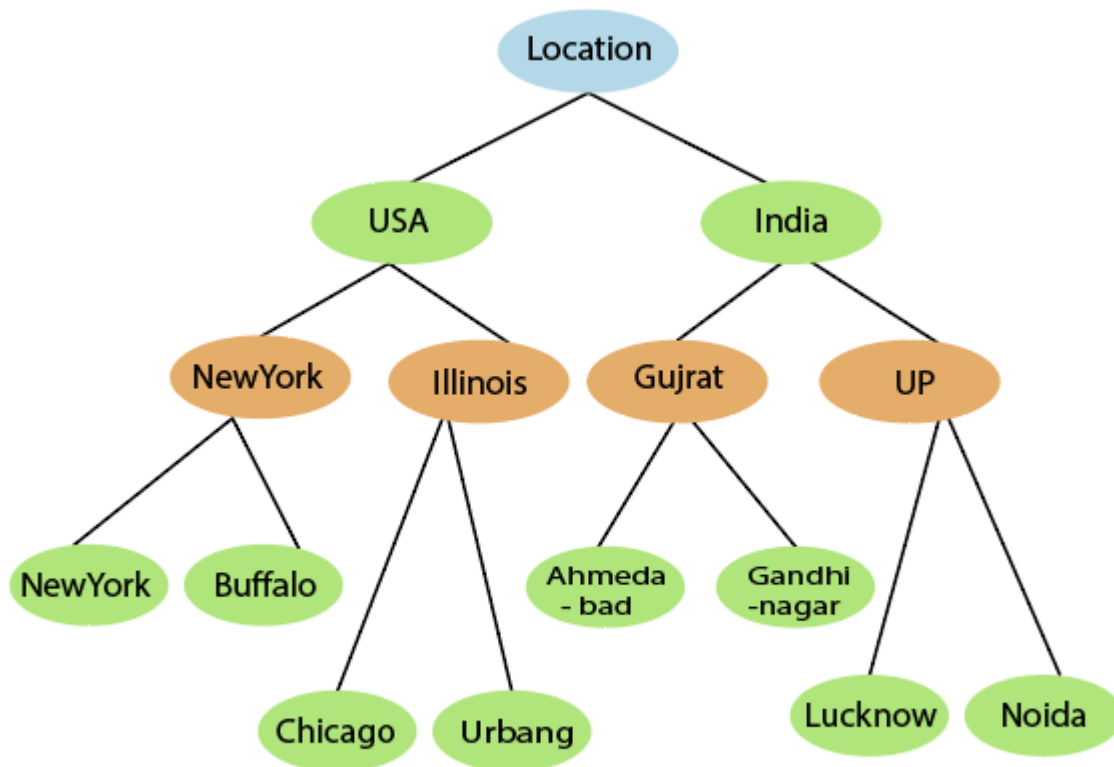 Location
USA
India
NewYork
Illinois
Gujrat
UP
NewYork
Buffalo
Ahmeda
- bad
Gandhi
-nagar
Chicago
Urbang
Lucknow
Noida